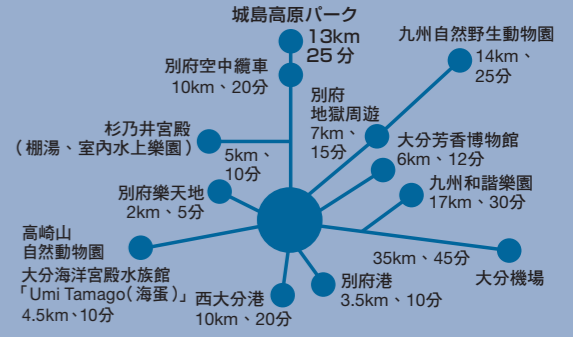 城島高原パーク
13km
25分
別府空中纜車
10km、20分
九州自然野生動物園
14km、
25分
別府
地獄周遊
7km、
15分
杉乃井宮殿
（棚湯、室內水上樂園）
5km、
10分
大分芳香博物館
6km、12分
別府樂天地
2km、5分
九州和諧樂園
17km、30分
高崎山
自然動物園
大分海洋宮殿水族館
「Umi Tamago（海蛋）」
4.5km、10分
35km、45分
大分機場
西大分港
10km、20分
別府港
3.5km、10分